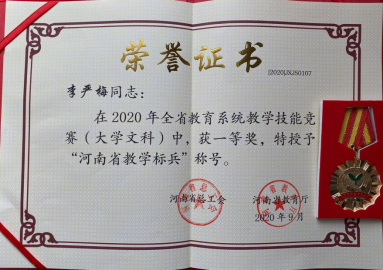 荣誉证书
[2020]JXJS0107
李严梅同志：
在2020年全省教育系统教学技能竞
赛（大学文科）中，获一等奖，特授予
“河南省教学标兵”称号。
河南省总工会 河南省教育厅
2020年9月